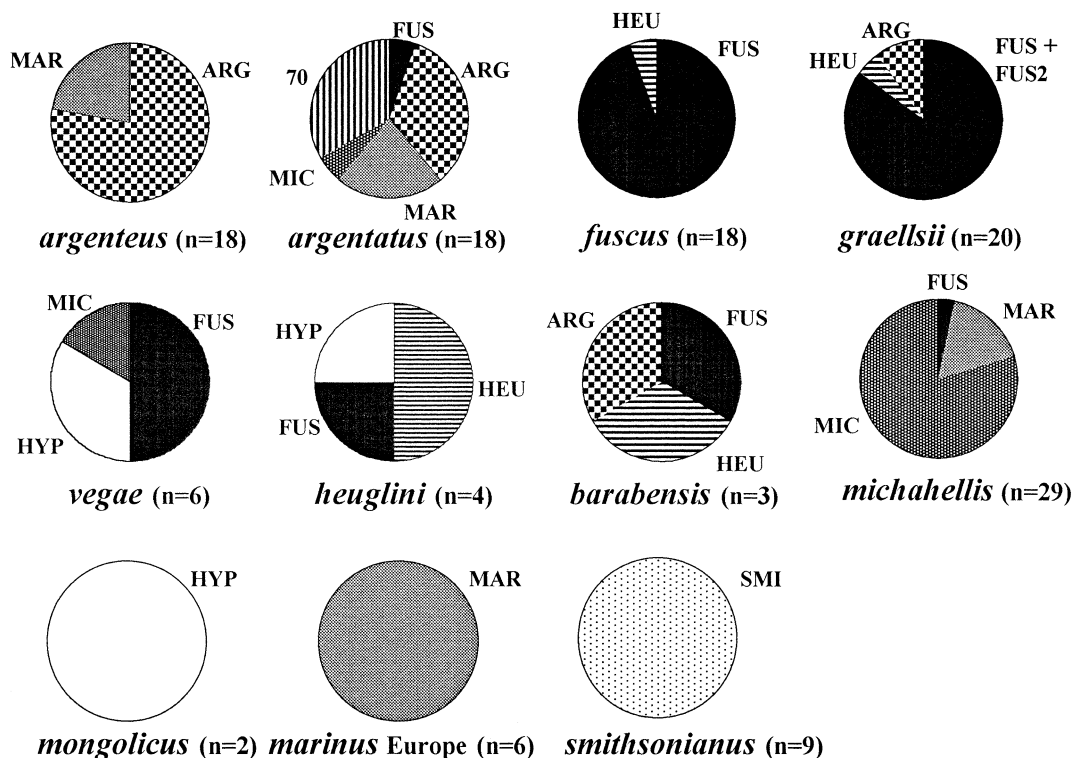 MAR
ARG
argenteus (n=18)
70
FUS
ARG
MIC
MAR
argentatus (n=18)
HEU
FUS
fuscus (n=18)
ARG
HEU
FUS +
FUS2
graellsii (n=20)
MIC
FUS
HYP
vegae (n=6)
HYP
HEU
FUS
heuglini (n=4)
ARG
FUS
HEU
barabensis (n=3)
FUS
MAR
MIC
michahellis (n=29)
HYP
mongolicus (n=2)
MAR
marinus Europe (n=6)
SMI
smithsonianus (n=9)